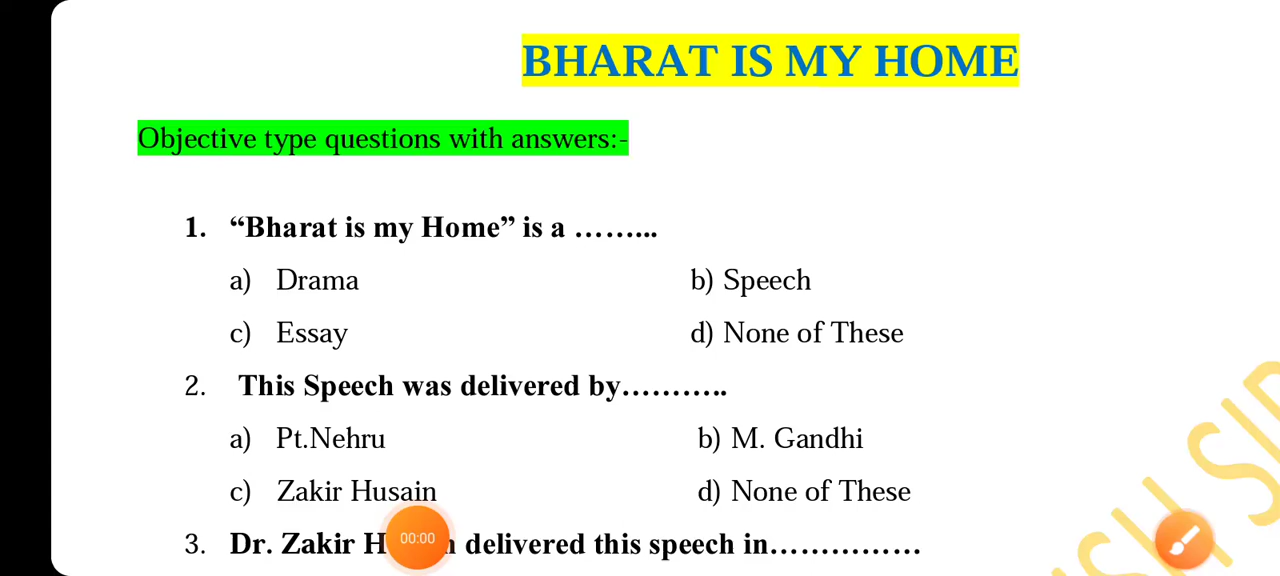 BHARAT IS MY HOME
Objective type questions with answers:-
1. “Bharat is my Home” is a ……...
a) Drama b) Speech
c) Essay d) None of These
2. This Speech was delivered by………..
a) Pt.Nehru b) M. Gandhi
c) Zakir Husain d) None of These
00:00
3. Dr. Zakir delivered this speech in……………